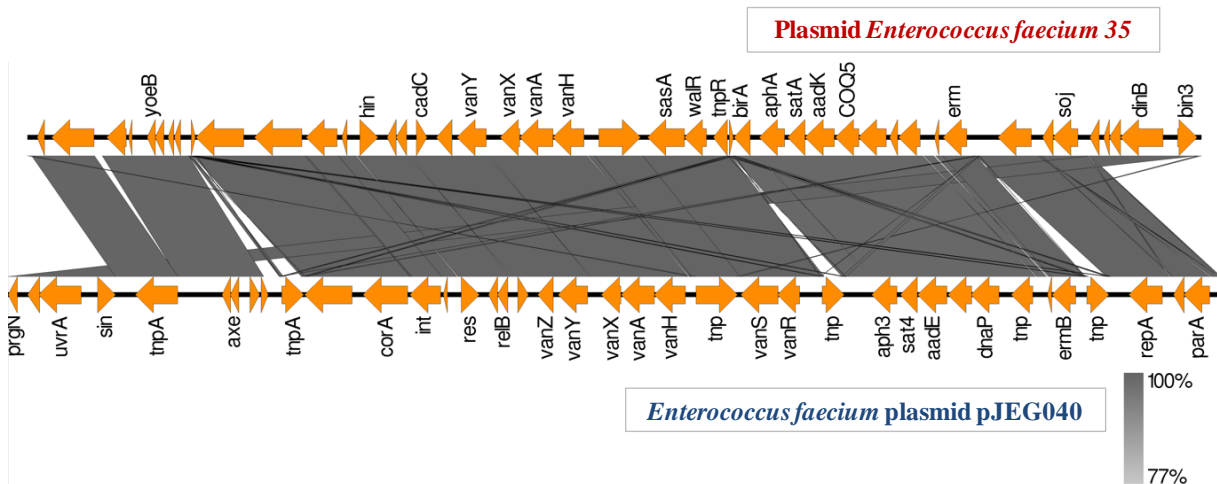 Plasmid Enterococcus faecium 35
yoeB
hin
cadC
vanY
vanX
vanA
vanH
sasA
walR
tnpR
birA
aphA
satA
aadK
COQ5
erm
soj
dinB
bin3
prgN
uvrA
sin
tnpA
axe
tnpA
corA
int
res
relB
vanZ
vanY
vanX
vanA
vanH
tnp
vanS
vanR
tnp
aph3
sat4
aadE
dnaP
tnp
ermB
tnp
repA
parA
Enterococcus faecium plasmid pJEG040
100%
77%